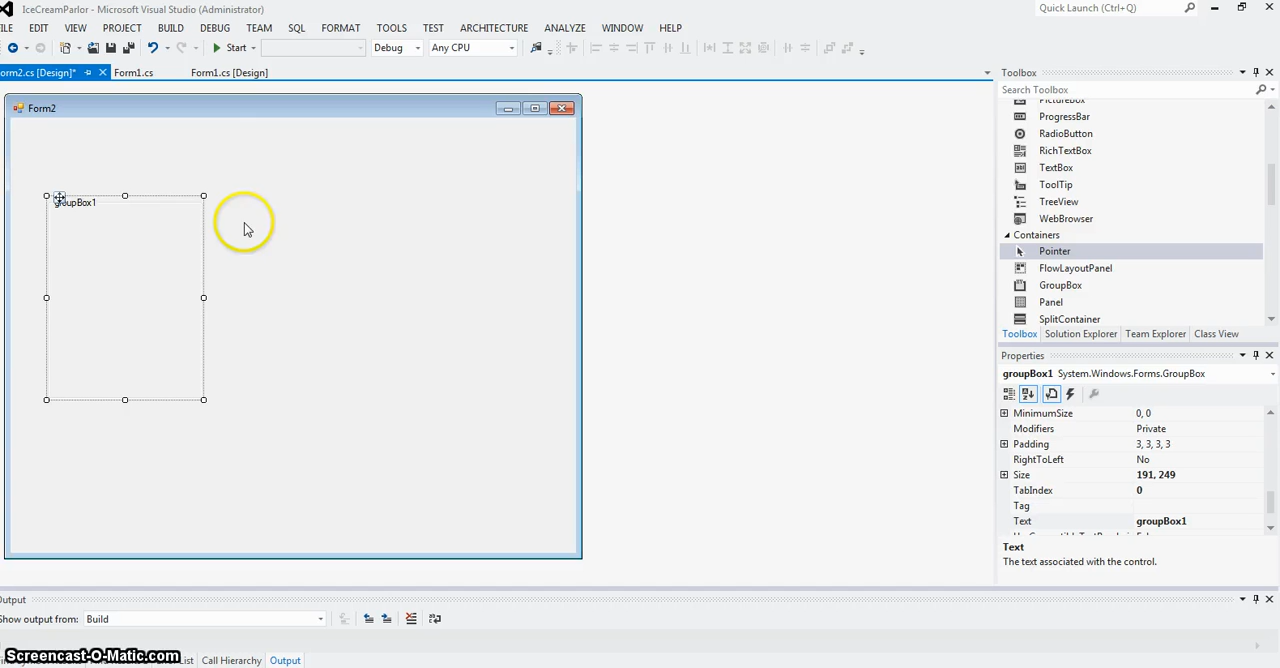 IceCreamParlor - Microsoft Visual Studio (Administrator)
Quick Launch (Ctrl+Q)
ILE EDIT VIEW PROJECT BUILD DEBUG TEAM SQL FORMAT TOOLS TEST ARCHITECTURE ANALYZE WINDOW HELP
Start Debug Any CPU
orm2.cs [Design]* Form1.cs Form1.cs [Design]
Form2
groupBox1
Toolbox
Search Toolbox
PictureBox
ProgressBar
RadioButton
RichTextBox
TextBox
ToolTip
TreeView
WebBrowser
Containers
Pointer
FlowLayoutPanel
GroupBox
Panel
SplitContainer
Toolbox Solution Explorer Team Explorer Class View
Properties
groupBox1 System.Windows.Forms.GroupBox
MinimumSize 0, 0
Modifiers Private
Padding 3, 3, 3, 3
RightToLeft No
Size 191, 249
TabIndex 0
Tag
Text groupBox1
Text
The text associated with the control.
Output
Show output from: Build
List Call Hierarchy Output
Screencast-O-Matic.com